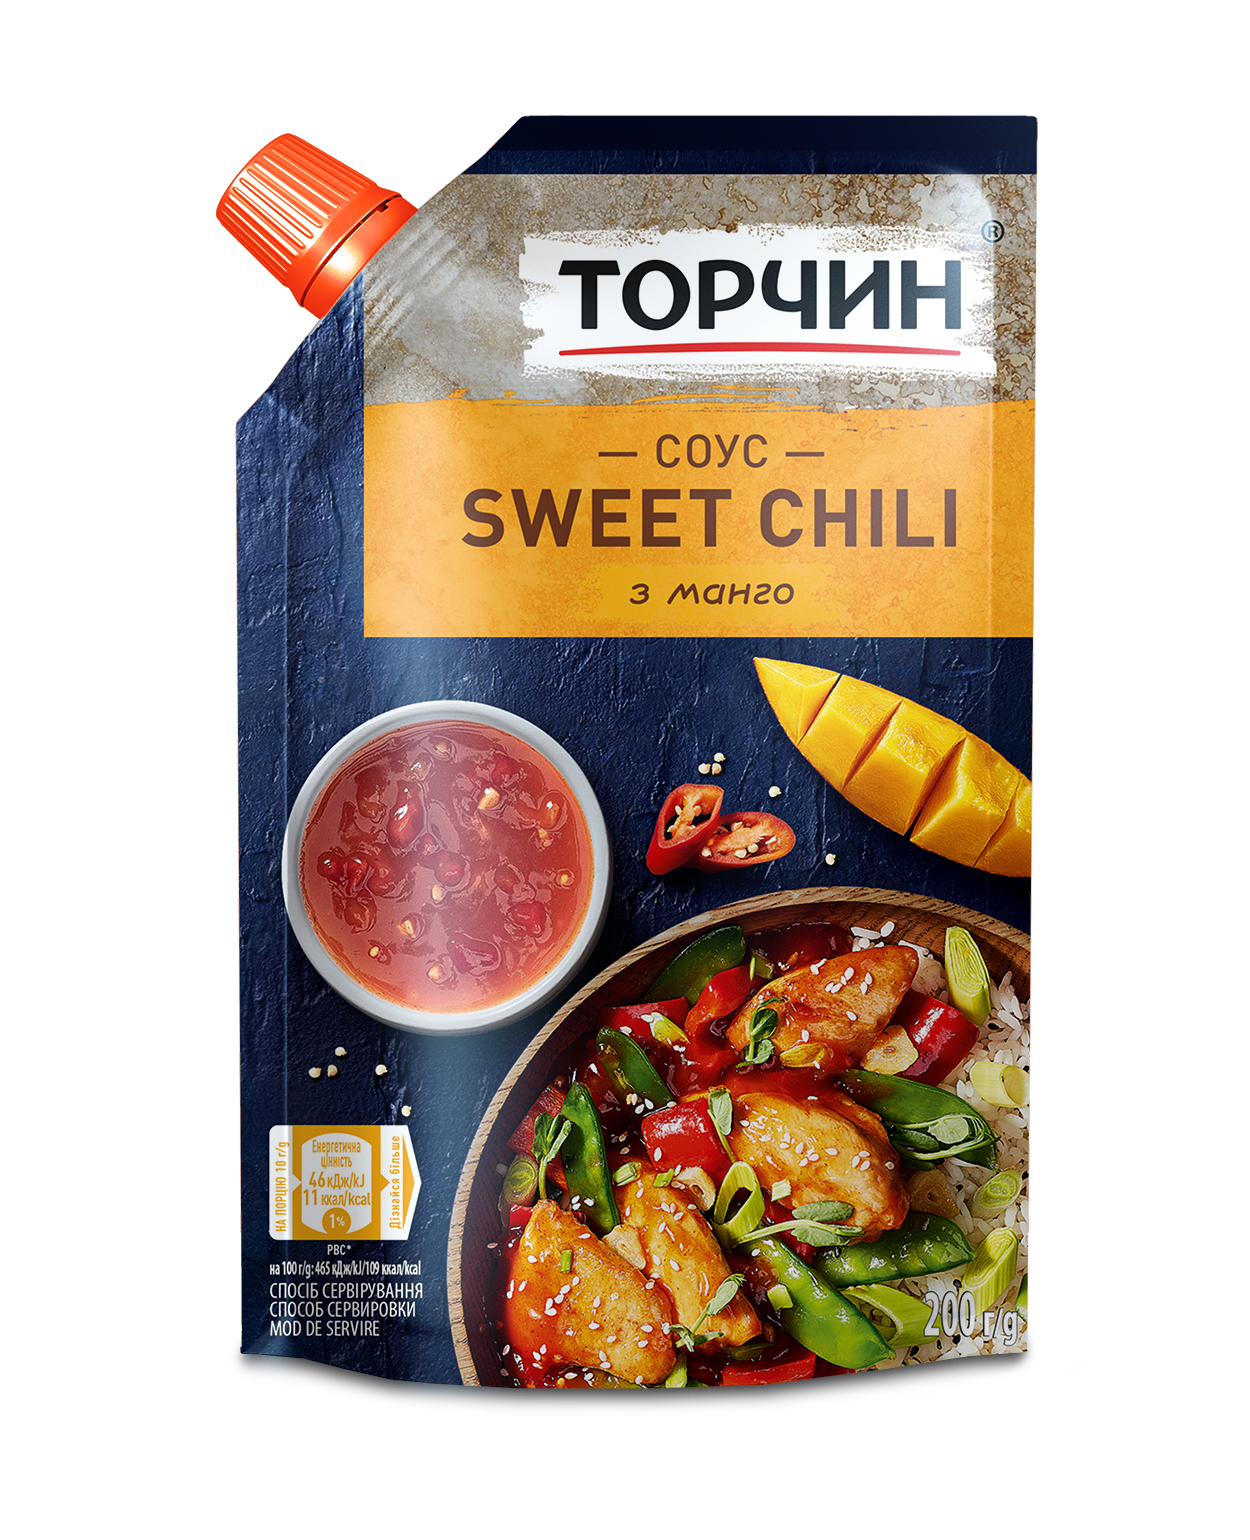 ТОРЧИН®
— СОУС —
SWEET CHILI
з манго
НА ПОРЦІЮ 10 г/g
Енергетична
цінність
46 кДж/kJ
11 ккал/kcal
1%
Дізнайся більше
РВС*
на 100 г/g: 465 кДж/kJ/109 ккал/kcal
СПОСІБ СЕРВІРУВАННЯ
СПОСОБ СЕРВИРОВКИ
MOD DE SERVIRE
200 г/g